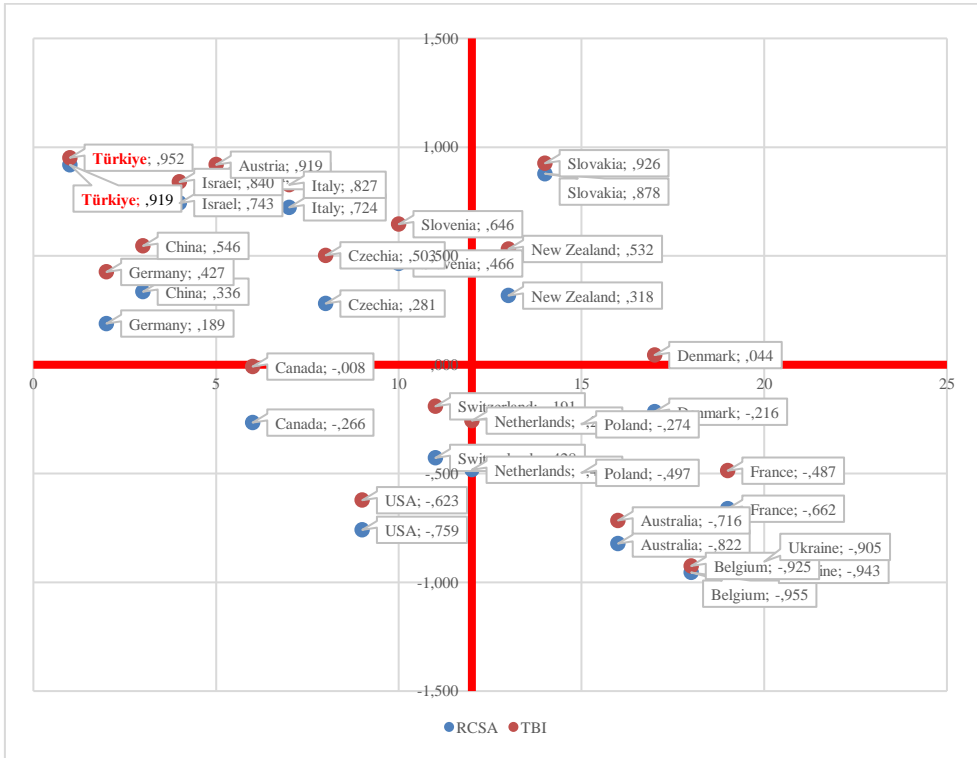 1,500
1,000
Türkiye; ,952
Austria; ,919
Slovakia; ,926
Israel; ,840
Italy; ,827
Slovakia; ,878
Türkiye; ,919
Israel; ,743
Italy; ,724
Slovenia; ,646
China; ,546
Czechia; ,503
New Zealand; ,532
Germany; ,427
,466
China; ,336
Czechia; ,281
New Zealand; ,318
Germany; ,189
Canada; -,008
Denmark; ,044
0
5
10
15
20
25
Canada; -,266
Netherlands;
Poland; -,274
-,216
Netherlands;
Poland; -,497
France; -,487
-,500
USA; -,623
France; -,662
USA; -,759
Australia; -,716
Australia; -,822
Ukraine; -,905
Belgium; -,925
-,943
-1,000
Belgium; -,955
-1,500
RCSA TBI